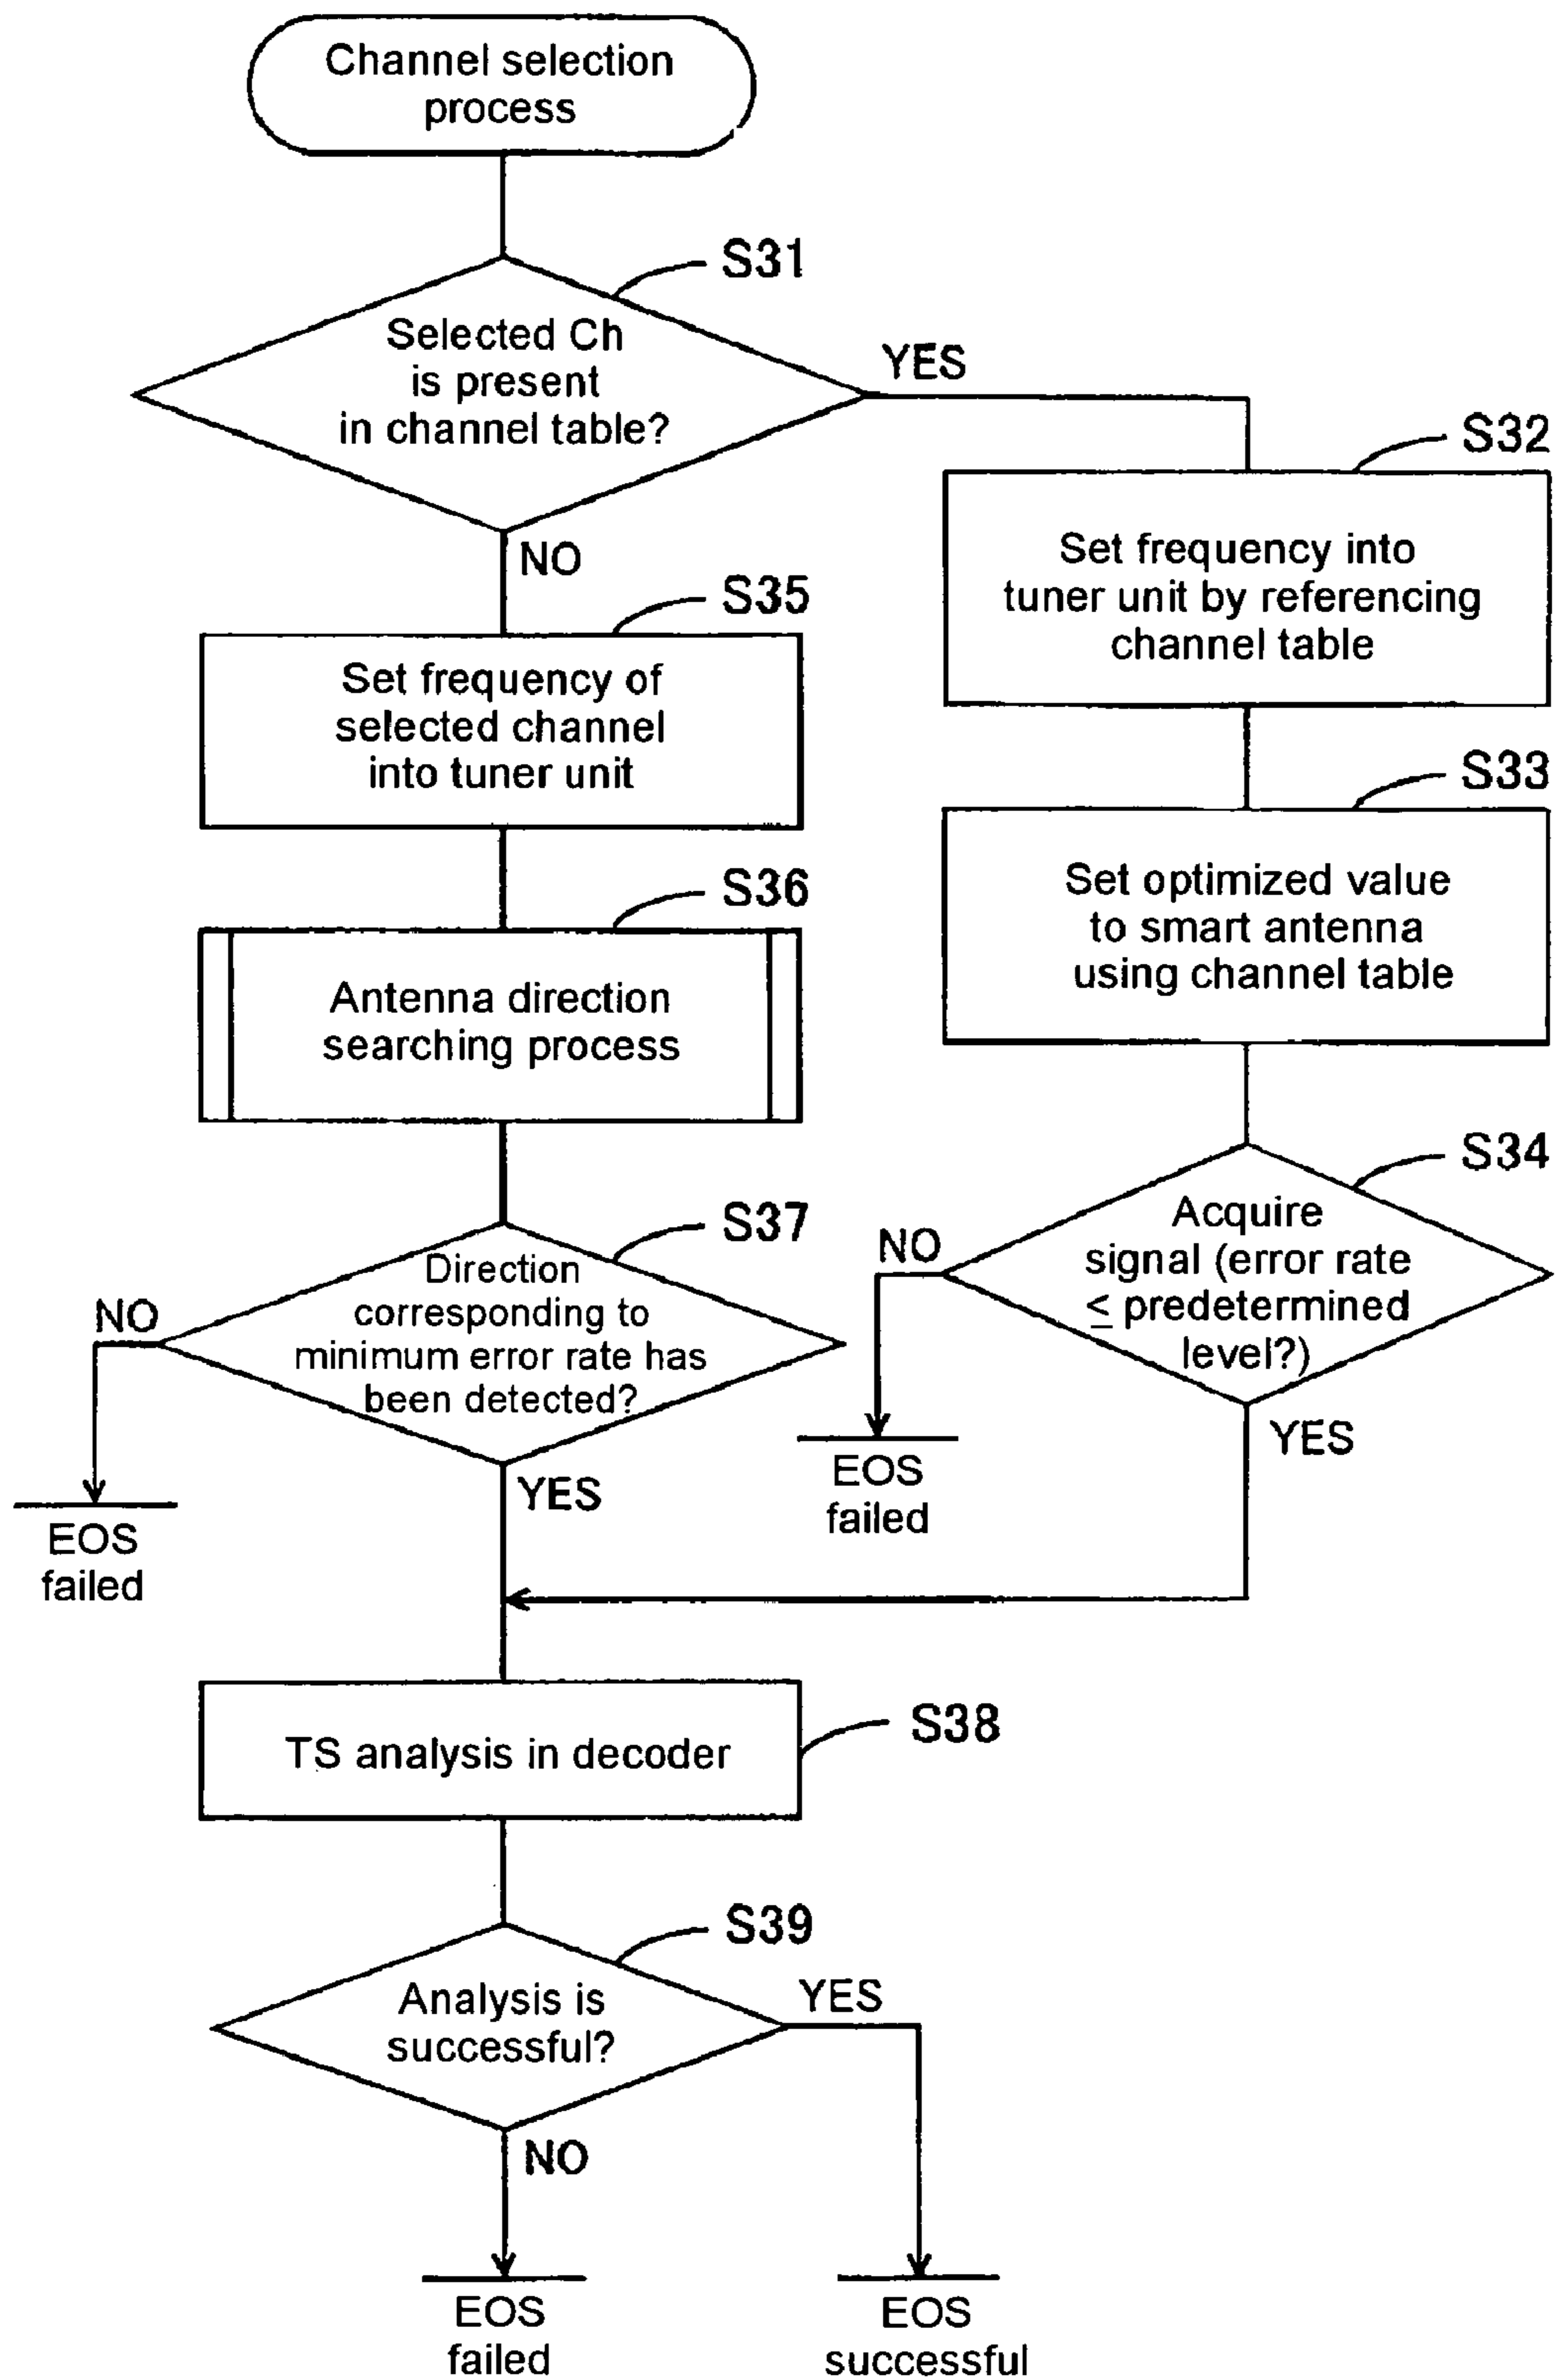 Channel selection
process
S31
Selected Ch
is present
in channel table?
YES
NO
S32
Set frequency into
tuner unit by referencing
channel table
S35
Set frequency of
selected channel
into tuner unit
S33
Set optimized value
to smart antenna
using channel table
S36
Antenna direction
searching process
S34
Acquire
signal (error rate
≤ predetermined
level?)
NO
YES
EOS
failed
S37
Direction
corresponding to
minimum error rate has
been detected?
NO
YES
EOS
failed
S38
TS analysis in decoder
S39
Analysis is
successful?
YES
NO
EOS
failed
EOS
successful